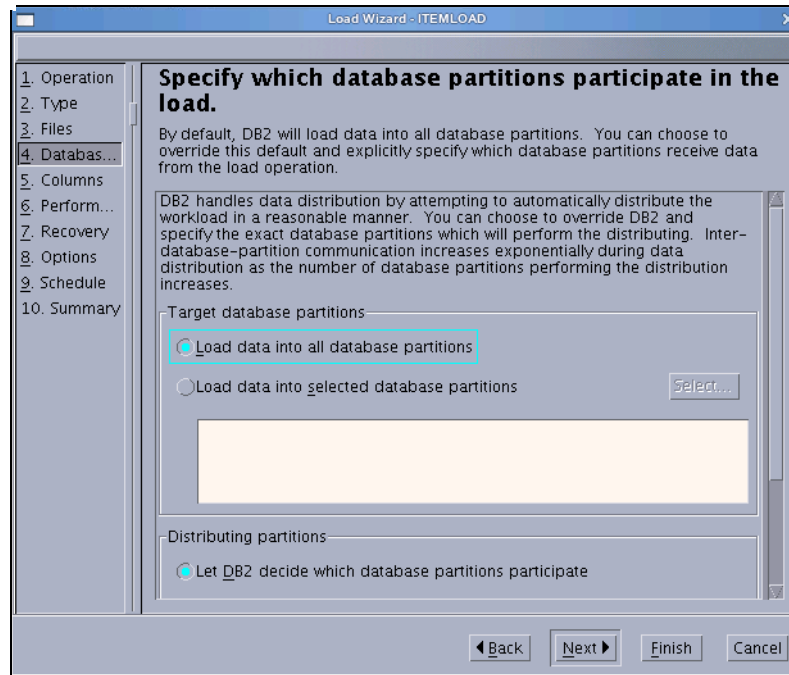 Load Wizard - ITEMLOAD
1. Operation
2. Type
3. Files
4. Databas...
5. Columns
6. Perform...
7. Recovery
8. Options
9. Schedule
10. Summary
Specify which database partitions participate in the
load.
By default, DB2 will load data into all database partitions. You can choose to
override this default and explicitly specify which database partitions receive data
from the load operation.
DB2 handles data distribution by attempting to automatically distribute the
workload in a reasonable manner. You can choose to override DB2 and
specify the exact database partitions which will perform the distributing. Inter-
database-partition communication increases exponentially during data
distribution as the number of database partitions performing the distribution
increases.
Target database partitions
Load data into all database partitions
Load data into selected database partitions
Select...
Distributing partitions
Let DB2 decide which database partitions participate
Back
Next
Finish
Cancel